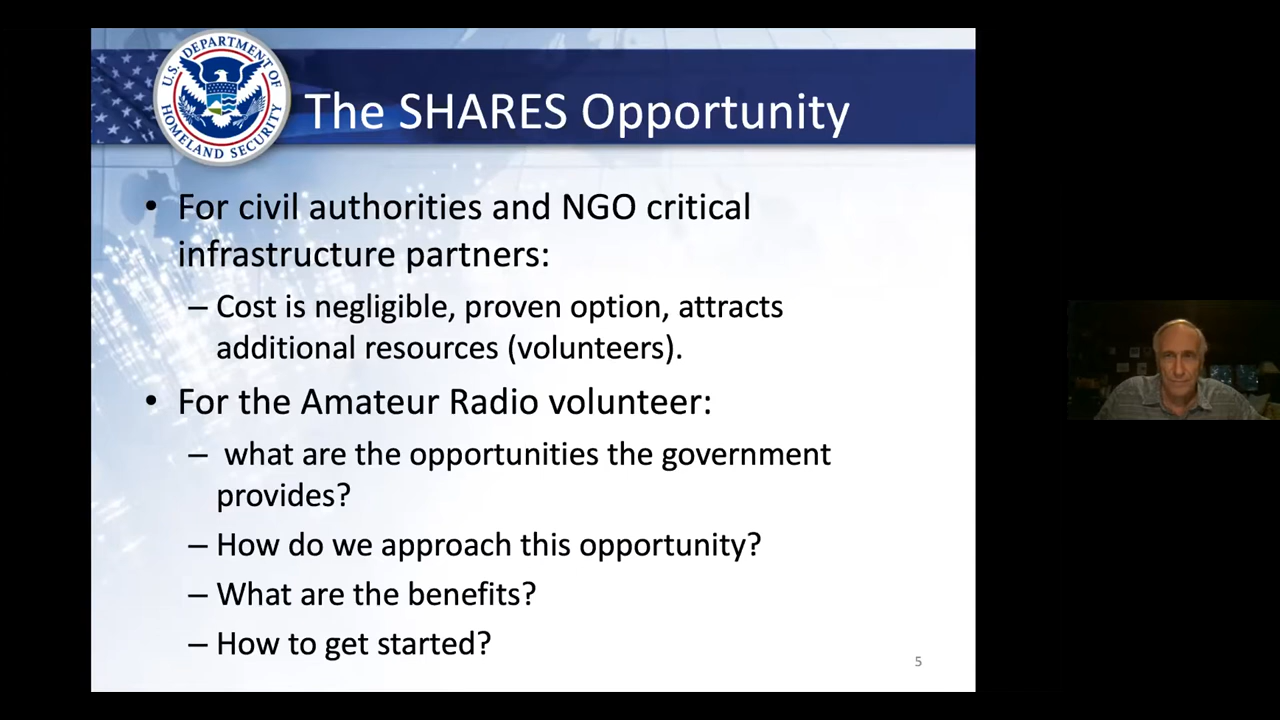 U.S. DEPARTMENT OF
HOMELAND SECURITY
The SHARES Opportunity
• For civil authorities and NGO critical
infrastructure partners:
– Cost is negligible, proven option, attracts
additional resources (volunteers).
• For the Amateur Radio volunteer:
– what are the opportunities the government
provides?
– How do we approach this opportunity?
– What are the benefits?
– How to get started?
5